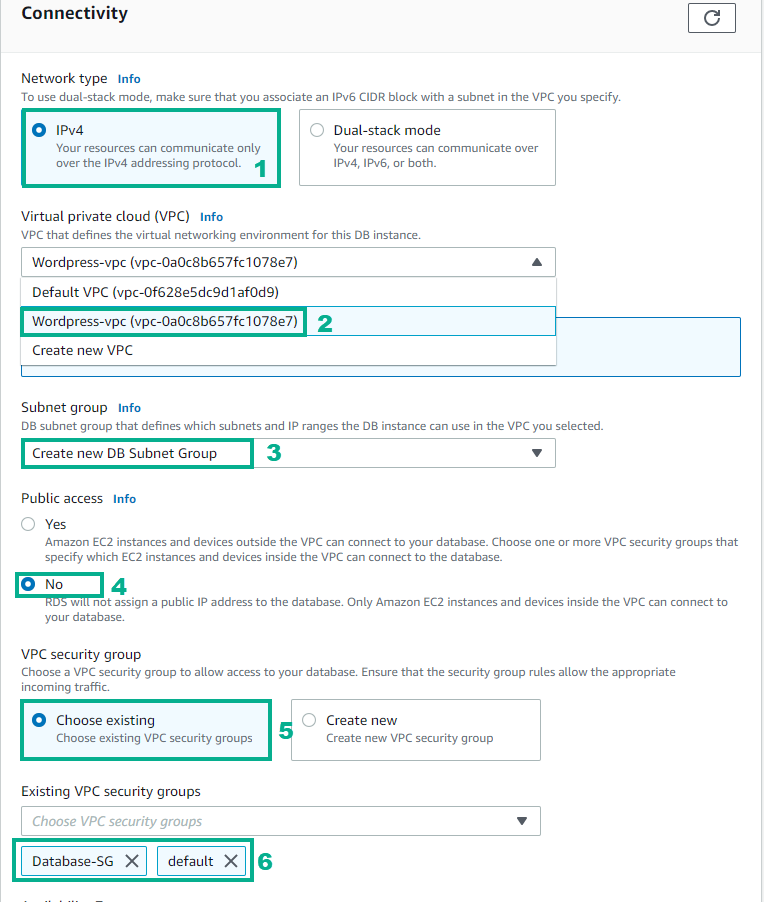 Connectivity
Network type Info
To use dual-stack mode, make sure that you associate an IPv6 CIDR block with a subnet in the VPC you specify.
IPv4
Your resources can communicate only
over the IPv4 addressing protocol.
1
Dual-stack mode
Your resources can communicate over
IPv4, IPv6, or both.
Virtual private cloud (VPC) Info
VPC that defines the virtual networking environment for this DB instance.
Wordpress-vpc (vpc-0a0c8b657fc1078e7)
Default VPC (vpc-0f628e5dc9d1af0d9)
Wordpress-vpc (vpc-0a0c8b657fc1078e7) 2
Create new VPC
Subnet group Info
DB subnet group that defines which subnets and IP ranges the DB instance can use in the VPC you selected.
Create new DB Subnet Group 3
Public access Info
Yes
Amazon EC2 instances and devices outside the VPC can connect to your database. Choose one or more VPC security groups that
specify which EC2 instances and devices inside the VPC can connect to the database.
No 4
RDS will not assign a public IP address to the database. Only Amazon EC2 instances and devices inside the VPC can connect to
your database.
VPC security group
Choose a VPC security group to allow access to your database. Ensure that the security group rules allow the appropriate
incoming traffic.
Choose existing
Choose existing VPC security groups
5
Create new
Create new VPC security group
Existing VPC security groups
Choose VPC security groups
Database-SG default 6